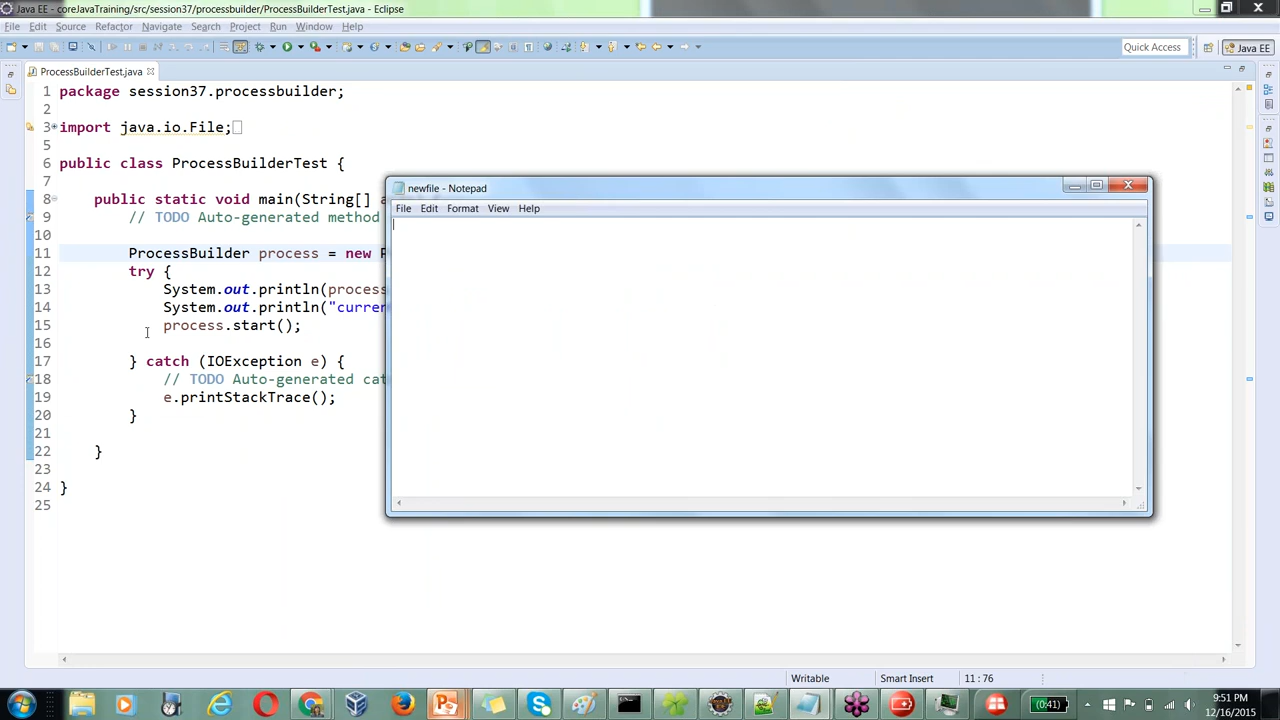 Java EE - coreJavaTraining/src/session37/processbuilder/ProcessBuilderTest.java - Eclipse
File Edit Source Refactor Navigate Search Project Run Window Help
Quick Access
Java EE
ProcessBuilderTest.java
1 package session37.processbuilder;
2
3 import java.io.File;
5
6 public class ProcessBuilderTest {
7
8 public static void main(String[] a
9 // TODO Auto-generated method
10
11 ProcessBuilder process = new P
12 try {
13 System.out.println(process
14 System.out.println("curren
15 process.start();
16
17 } catch (IOException e) {
18 // TODO Auto-generated cat
19 e.printStackTrace();
20 }
21
22 }
23
24 }
25
newfile - Notepad
File Edit Format View Help
Writable Smart Insert 11 : 76
(0:41)
9:51 PM
12/16/2015